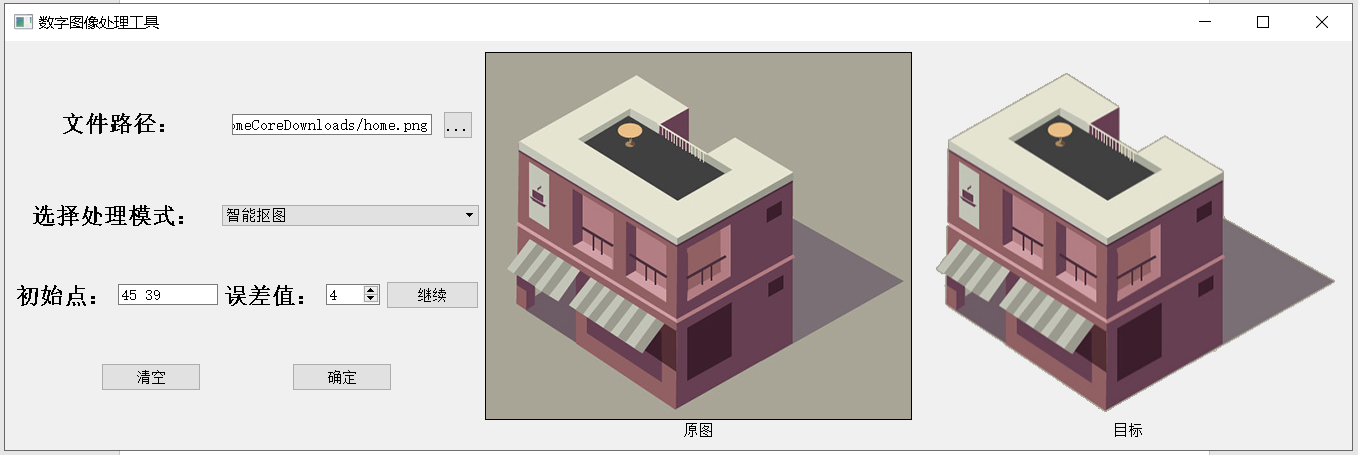 数字图像处理工具
文件路径： omeCoreDownloads/home.png ...
选择处理模式： 智能抠图
初始点： 45 39 误差值： 4 继续
清空 确定
原图 目标